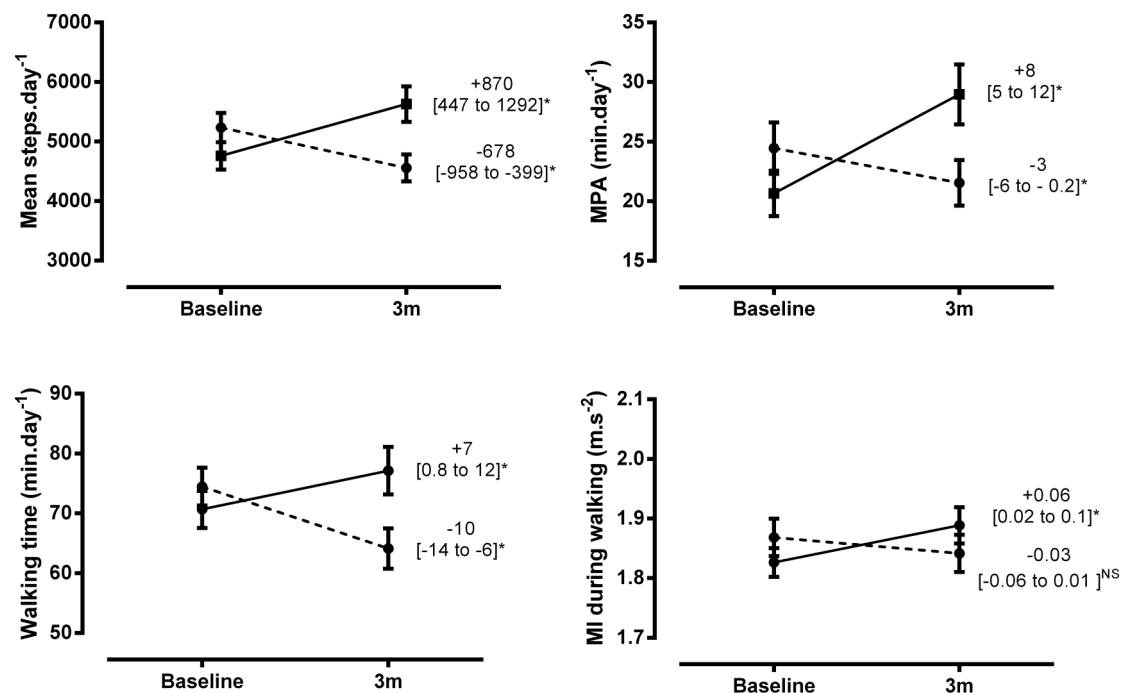 Mean steps.day⁻¹
7000
6000
5000
4000
3000
+870
[447 to 1292]*
-678
[-958 to -399]*
Baseline
3m
MPA (min.day⁻¹)
35
30
25
20
15
+8
[5 to 12]*
-3
[-6 to - 0.2]*
Baseline
3m
Walking time (min.day⁻¹)
90
80
70
60
50
+7
[0.8 to 12]*
-10
[-14 to -6]*
Baseline
3m
MI during walking (m.s⁻²)
2.1
2.0
1.9
1.8
1.7
+0.06
[0.02 to 0.1]*
-0.03
[-0.06 to 0.01 ]ᴺˢ
Baseline
3m